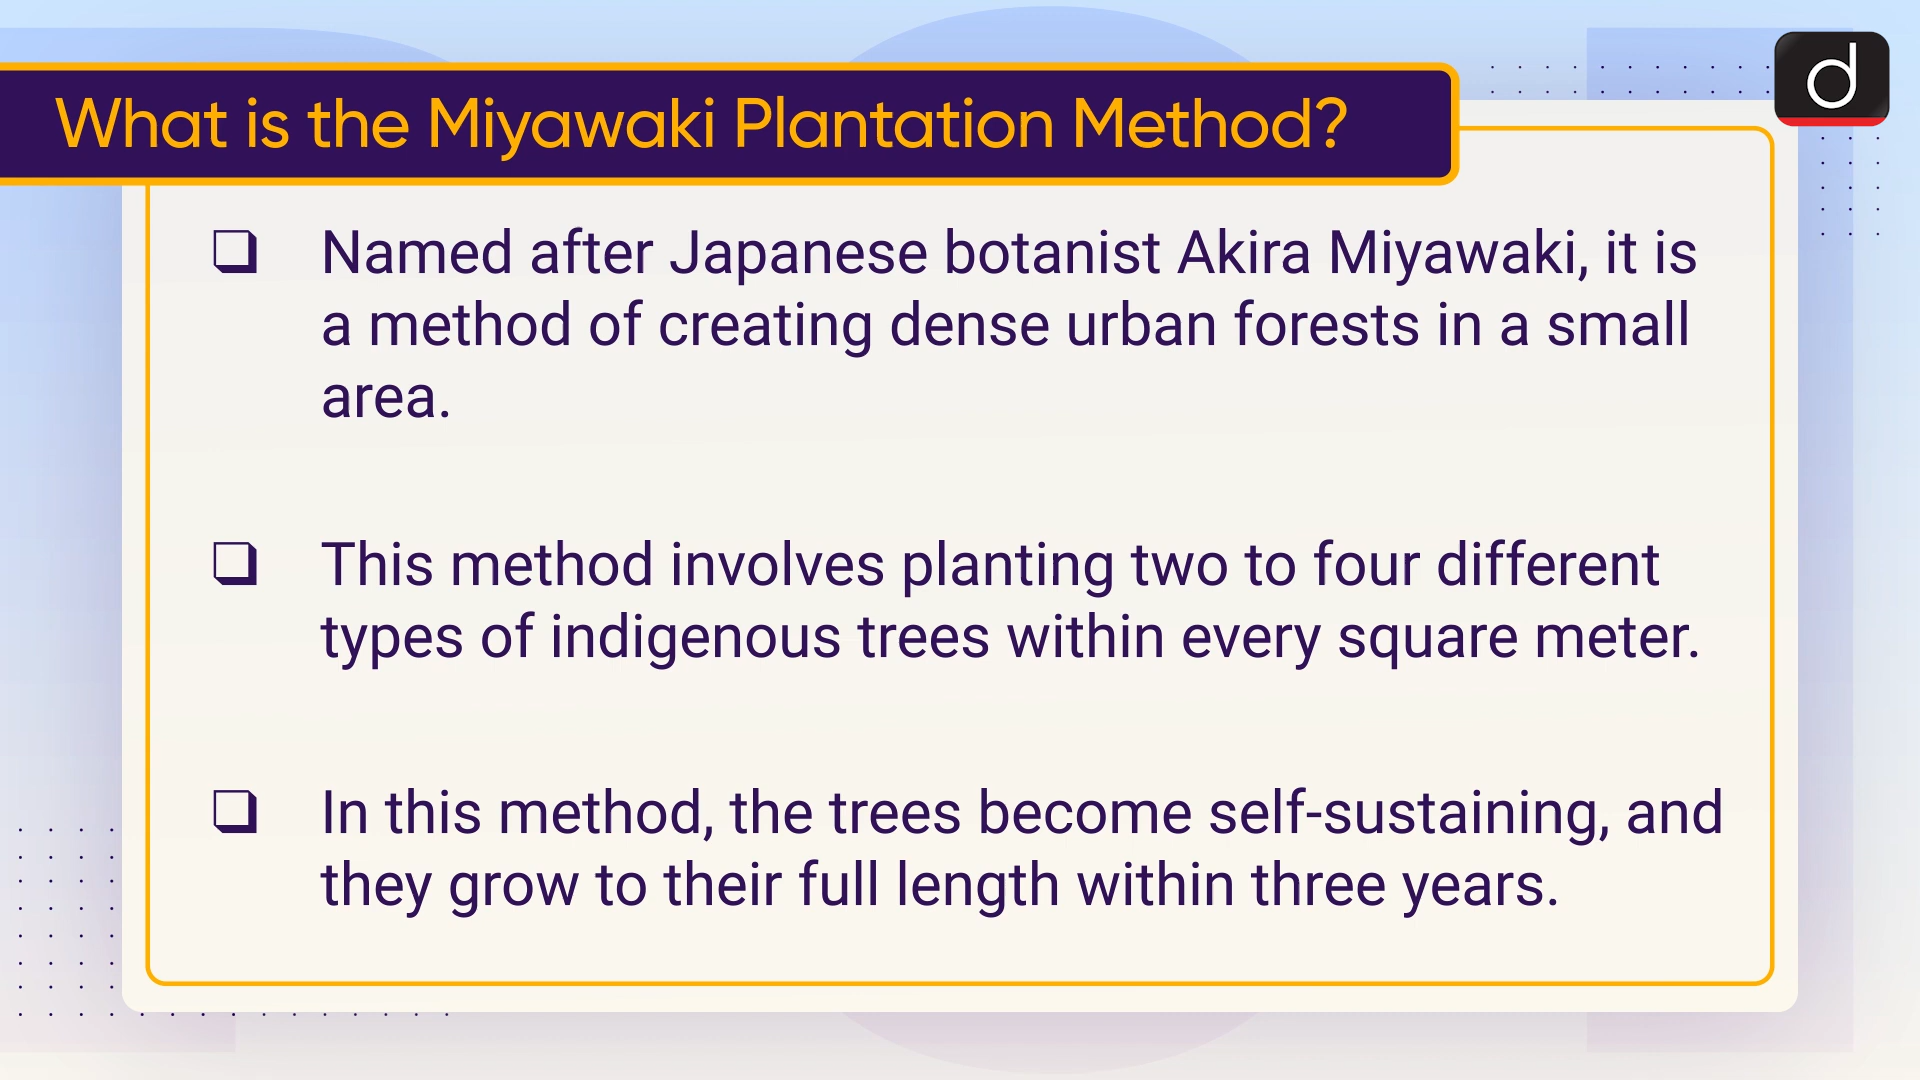 What is the Miyawaki Plantation Method?
d
❑ Named after Japanese botanist Akira Miyawaki, it is
a method of creating dense urban forests in a small
area.
❑ This method involves planting two to four different
types of indigenous trees within every square meter.
❑ In this method, the trees become self-sustaining, and
they grow to their full length within three years.